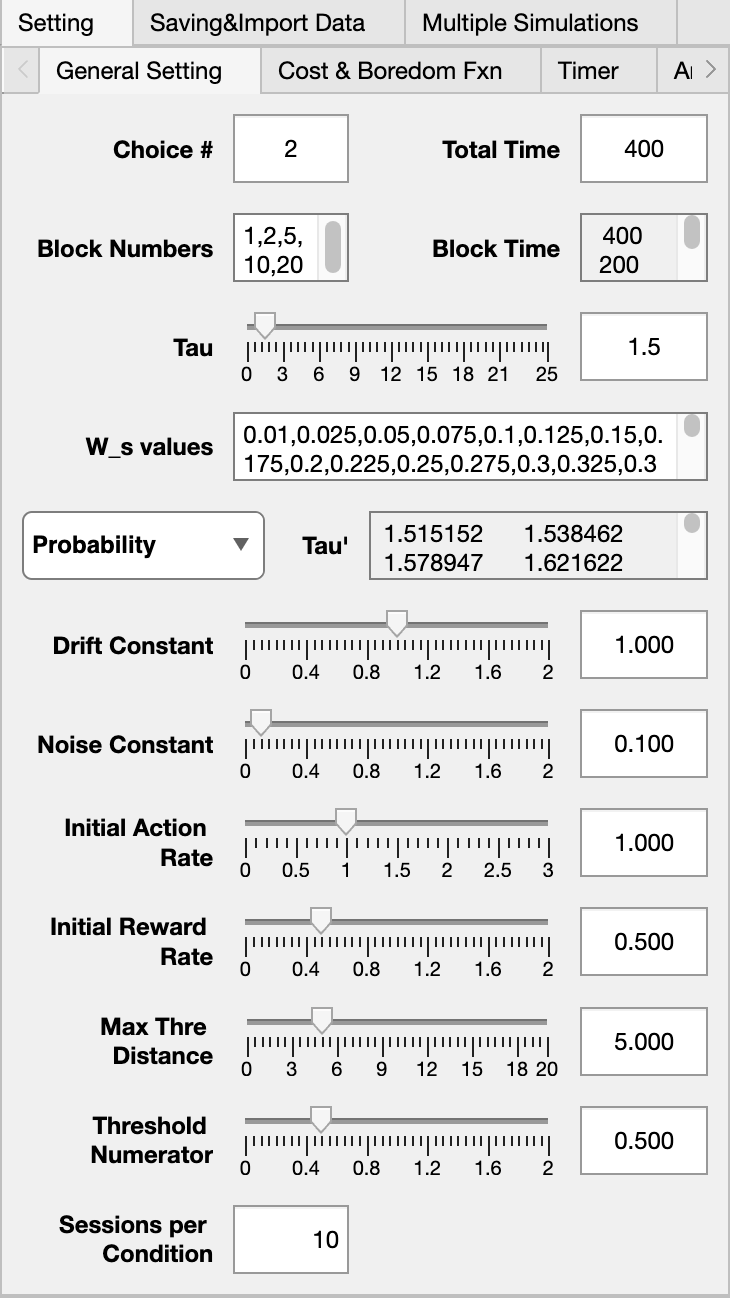 Setting Saving&Import Data Multiple Simulations
General Setting Cost & Boredom Fxn Timer
Choice # 2 Total Time 400
Block Numbers 1,2,5,
10,20
Block Time 400
200
Tau 1.5
0 3 6 9 12 15 18 21 25
W_s values 0.01,0.025,0.05,0.075,0.1,0.125,0.15,0.
175,0.2,0.225,0.25,0.275,0.3,0.325,0.3
Probability Tau' 1.515152 1.538462
1.578947 1.621622
Drift Constant 1.000
0 0.4 0.8 1.2 1.6 2
Noise Constant 0.100
0 0.4 0.8 1.2 1.6 2
Initial Action
Rate 1.000
0 0.5 1 1.5 2 2.5 3
Initial Reward
Rate 0.500
0 0.4 0.8 1.2 1.6 2
Max Thre
Distance 5.000
0 3 6 9 12 15 18 20
Threshold
Numerator 0.500
0 0.4 0.8 1.2 1.6 2
Sessions per
Condition 10